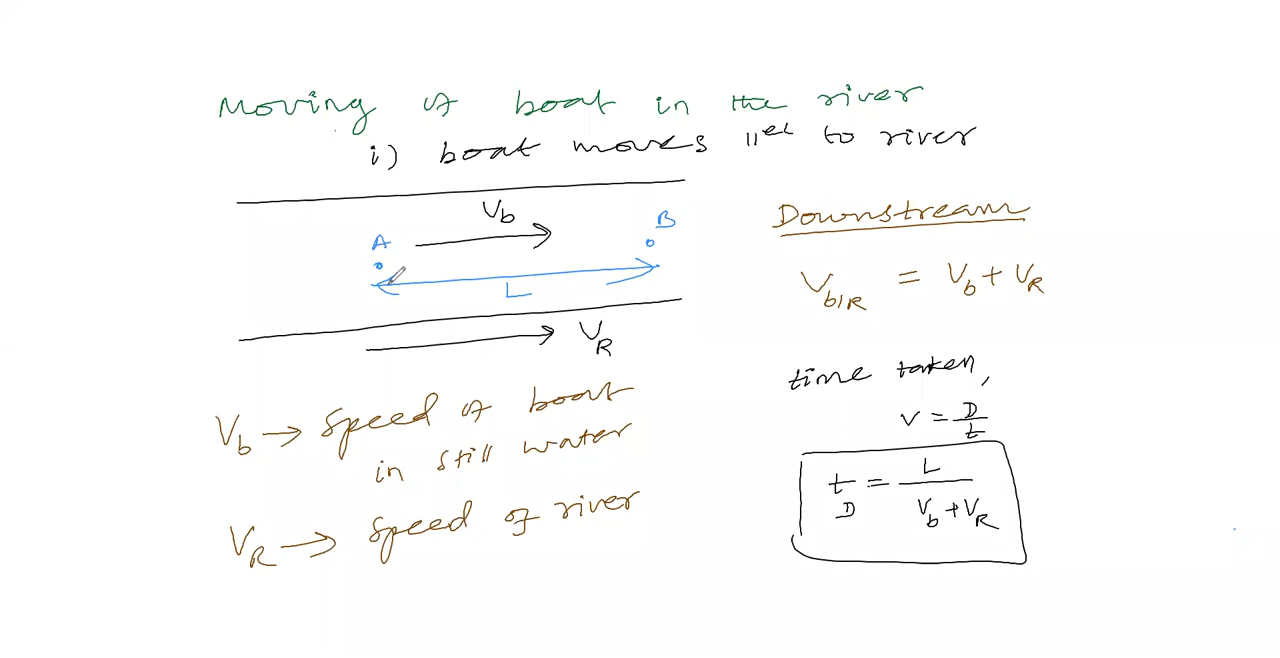 Moving of boat in the river
i) boat moves ||el to river
Vb
A
B
L
VR
Vb → Speed of boat
in still water
VR → Speed of river
Downstream
Vb/R = Vb + VR
time taken,
v = D/t
tD = L/(Vb + VR)